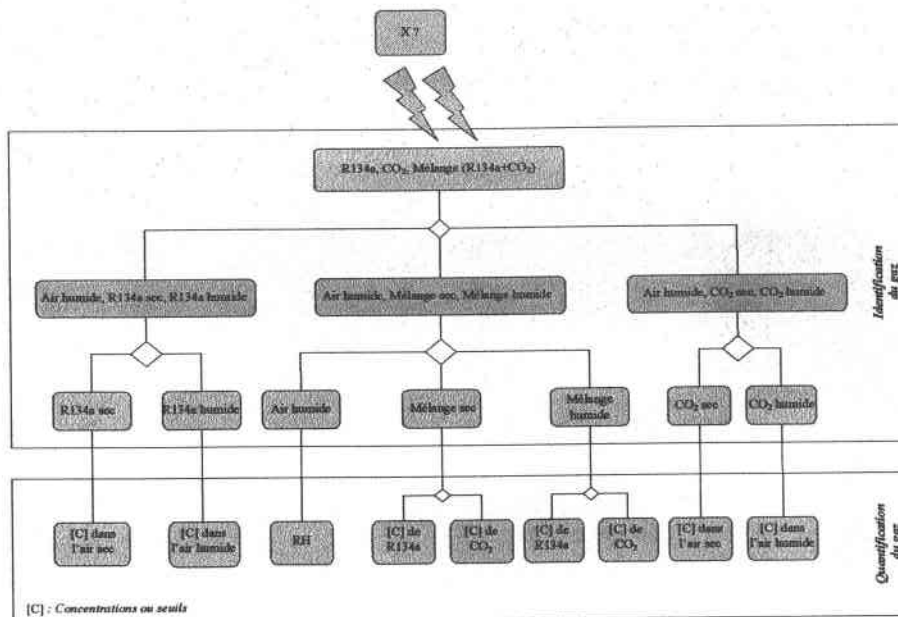 X ?
R134a, CO₂, Mélange (R134a+CO₂)
Air humide, R134a sec, R134a humide
Air humide, Mélange sec, Mélange humide
Air humide, CO₂ sec, CO₂ humide
Identification
du gaz
R134a sec
R134a humide
Air humide
Mélange sec
Mélange
humide
CO₂ sec
CO₂ humide
[C] dans
l'air sec
[C] dans
l'air humide
RH
[C] de
R134a
[C] de
CO₂
[C] de
R134a
[C] de
CO₂
[C] dans
l'air sec
[C] dans
l'air humide
Quantification
du gaz
[C] : Concentrations ou seuils